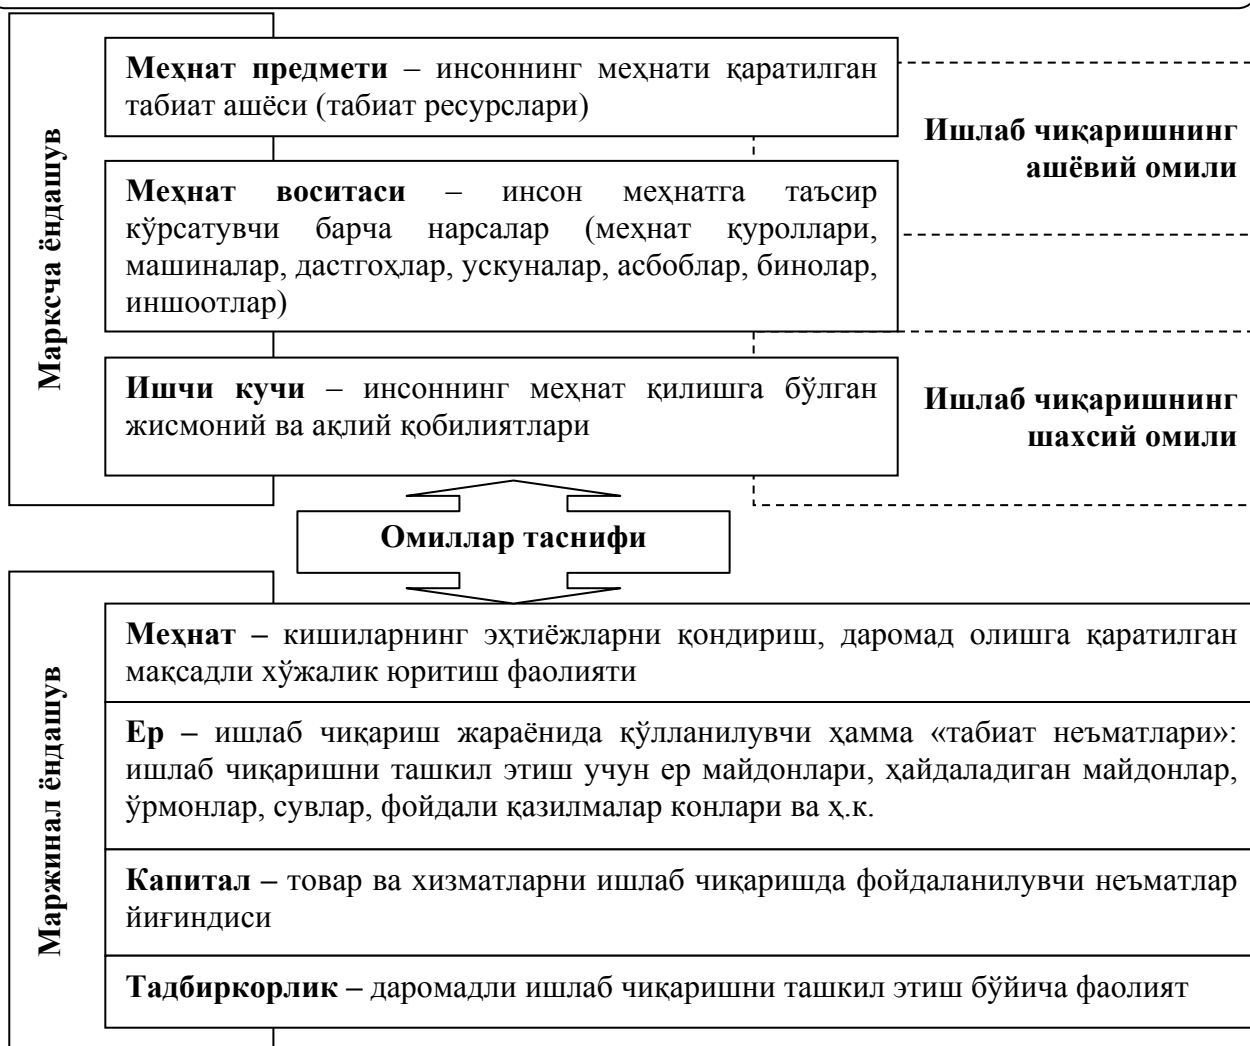 Марксча ёндашув
Меҳнат предмети – инсоннинг меҳнати қаратилган
табиат ашёси (табиат ресурслари)
Меҳнат воситаси – инсон меҳнатга таъсир
кўрсатувчи барча нарсалар (меҳнат қуроллари,
машиналар, дастгоҳлар, ускуналар, асбоблар, бинолар,
иншоотлар)
Ишлаб чиқаришнинг
ашёвий омили
Ишчи кучи – инсоннинг меҳнат қилишга бўлган
жисмоний ва ақлий қобилиятлари
Ишлаб чиқаришнинг
шахсий омили
Омиллар таснифи
Маржинал ёндашув
Меҳнат – кишиларнинг эҳтиёжларни қондириш, даромад олишга қаратилган
мақсадли хўжалик юритиш фаолияти
Ер – ишлаб чиқариш жараёнида қўлланилувчи ҳамма «табиат неъматлари»:
ишлаб чиқаришни ташкил этиш учун ер майдонлари, ҳайдаладиган майдонлар,
ўрмонлар, сувлар, фойдали қазилмалар конлари ва ҳ.к.
Капитал – товар ва хизматларни ишлаб чиқаришда фойдаланилувчи неъматлар
йиғиндиси
Тадбиркорлик – даромадли ишлаб чиқаришни ташкил этиш бўйича фаолият